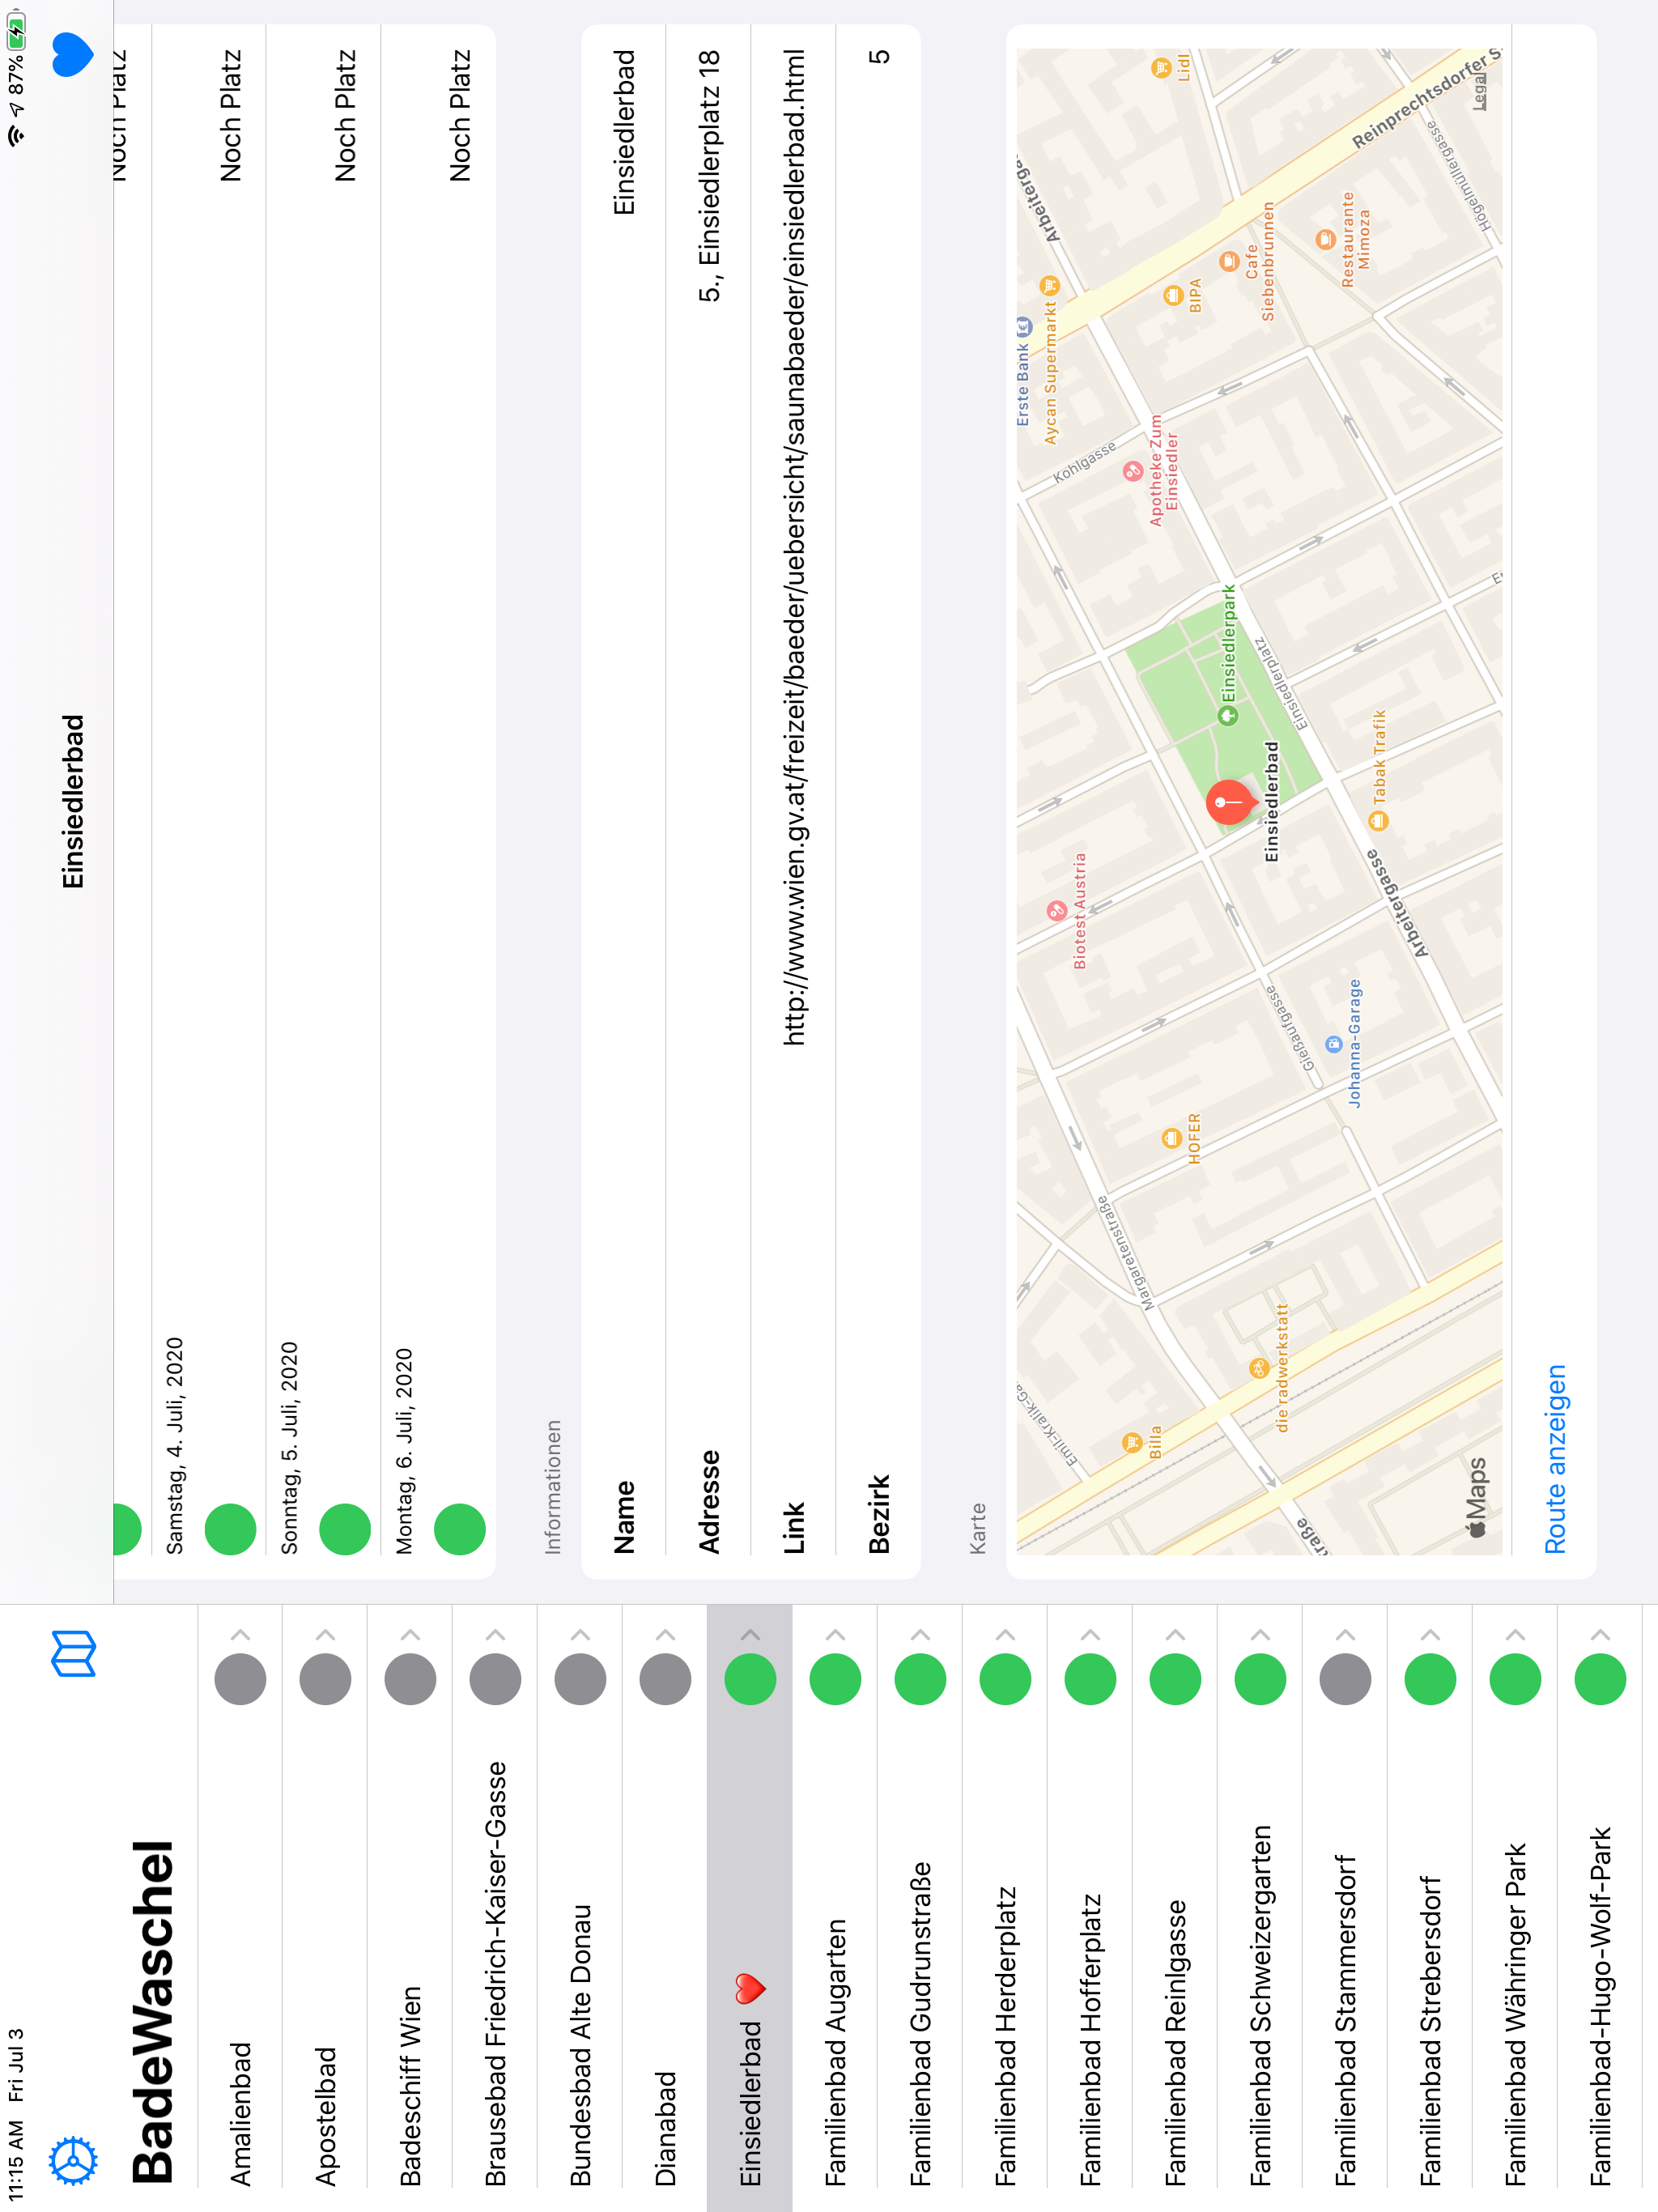 11:15 AM Fri Jul 3
87%
BadeWaschel
Amalienbad
Apostelbad
Badeschiff Wien
Brausebad Friedrich-Kaiser-Gasse
Bundesbad Alte Donau
Dianabad
Einsiedlerbad ❤️
Familienbad Augarten
Familienbad Gudrunstraße
Familienbad Herderplatz
Familienbad Hofferplatz
Familienbad Reinlgasse
Familienbad Schweizergarten
Familienbad Stammersdorf
Familienbad Strebersdorf
Familienbad Währinger Park
Familienbad-Hugo-Wolf-Park
Einsiedlerbad
Noch Platz
Samstag, 4. Juli, 2020
Noch Platz
Sonntag, 5. Juli, 2020
Noch Platz
Montag, 6. Juli, 2020
Noch Platz
Informationen
Name Einsiedlerbad
Adresse 5., Einsiedlerplatz 18
Link http://www.wien.gv.at/freizeit/baeder/uebersicht/saunabaeder/einsiedlerbad.html
Bezirk 5
Karte
Erste Bank
Aycan Supermarkt
Arbeiterga
Lidl
Kohlgasse
Biotest Austria
Apotheke Zum
Einsiedler
BIPA
Cafe
Siebenbrunnen
Emil-Kralik-Ga
Margaretenstraße
HOFER
Billa
Einsiedlerpark
Einsiedlerplatz
Einsiedlerbad
Gießaufgasse
die radwerkstatt
Johanna-Garage
Tabak Trafik
Arbeitergasse
Restaurante
Mimoza
Reinprechtsdorfer S
Högelmüllergasse
raße
Maps
Legal
Route anzeigen